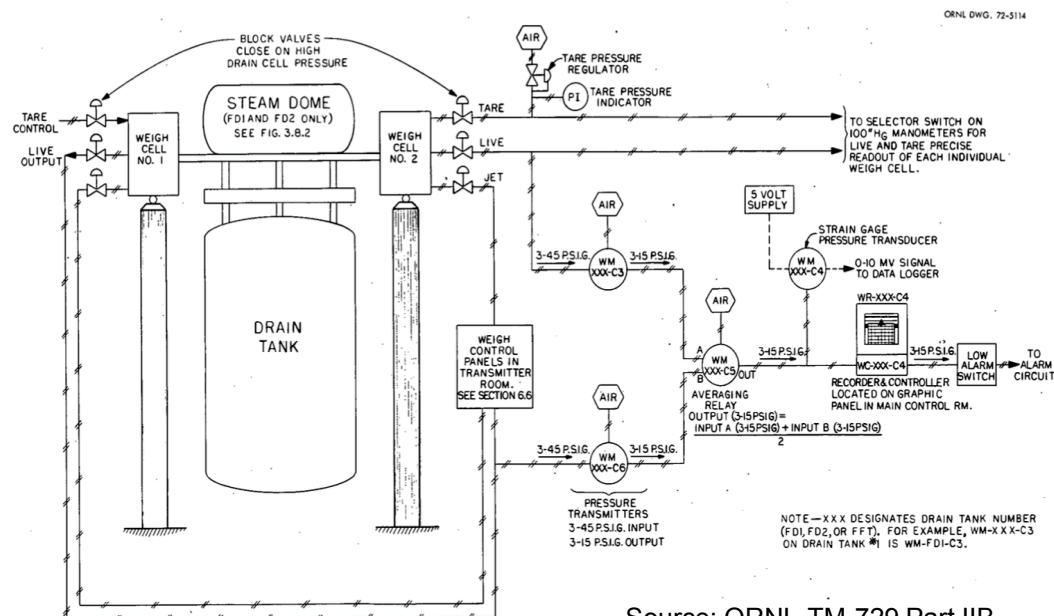 ORNL DWG. 72-5114
BLOCK VALVES
CLOSE ON HIGH
DRAIN CELL PRESSURE
AIR
TARE PRESSURE
REGULATOR
PI
TARE PRESSURE
INDICATOR
TARE
CONTROL
LIVE
OUTPUT
WEIGH
CELL
NO. 1
STEAM DOME
(FD1 AND FD2 ONLY)
SEE FIG. 3.8.2
WEIGH
CELL
NO. 2
TARE
LIVE
JET
TO SELECTOR SWITCH ON
100"HG MANOMETERS FOR
LIVE AND TARE PRECISE
READOUT OF EACH INDIVIDUAL
WEIGH CELL.
AIR
3-45 P.S.I.G.
WM
XXX-C3
3-15 P.S.I.G.
5 VOLT
SUPPLY
STRAIN GAGE
PRESSURE TRANSDUCER
WM
XXX-C4
0-10 MV SIGNAL
TO DATA LOGGER
DRAIN
TANK
WEIGH
CONTROL
PANELS IN
TRANSMITTER
ROOM.
SEE SECTION 6.6
AIR
A
B
WM
XXX-C5
OUT
3-15 P.S.I.G.
WR-XXX-C4
WC-XXX-C4
3-15 P.S.I.G.
LOW
ALARM
SWITCH
TO
ALARM
CIRCUIT
RECORDER & CONTROLLER
LOCATED ON GRAPHIC
PANEL IN MAIN CONTROL RM.
AVERAGING
RELAY
OUTPUT (3-15PSIG)=
INPUT A (3-15PSIG) + INPUT B (3-15PSIG)
2
AIR
3-45 P.S.I.G.
WM
XXX-C6
3-15 P.S.I.G.
PRESSURE
TRANSMITTERS
3-45 P.S.I.G. INPUT
3-15 P.S.I.G. OUTPUT
NOTE—XXX DESIGNATES DRAIN TANK NUMBER
(FD1, FD2, OR FFT). FOR EXAMPLE, WM-XXX-C3
ON DRAIN TANK #1 IS WM-FD1-C3.
Source: ORNL-TM-729 Part IIB